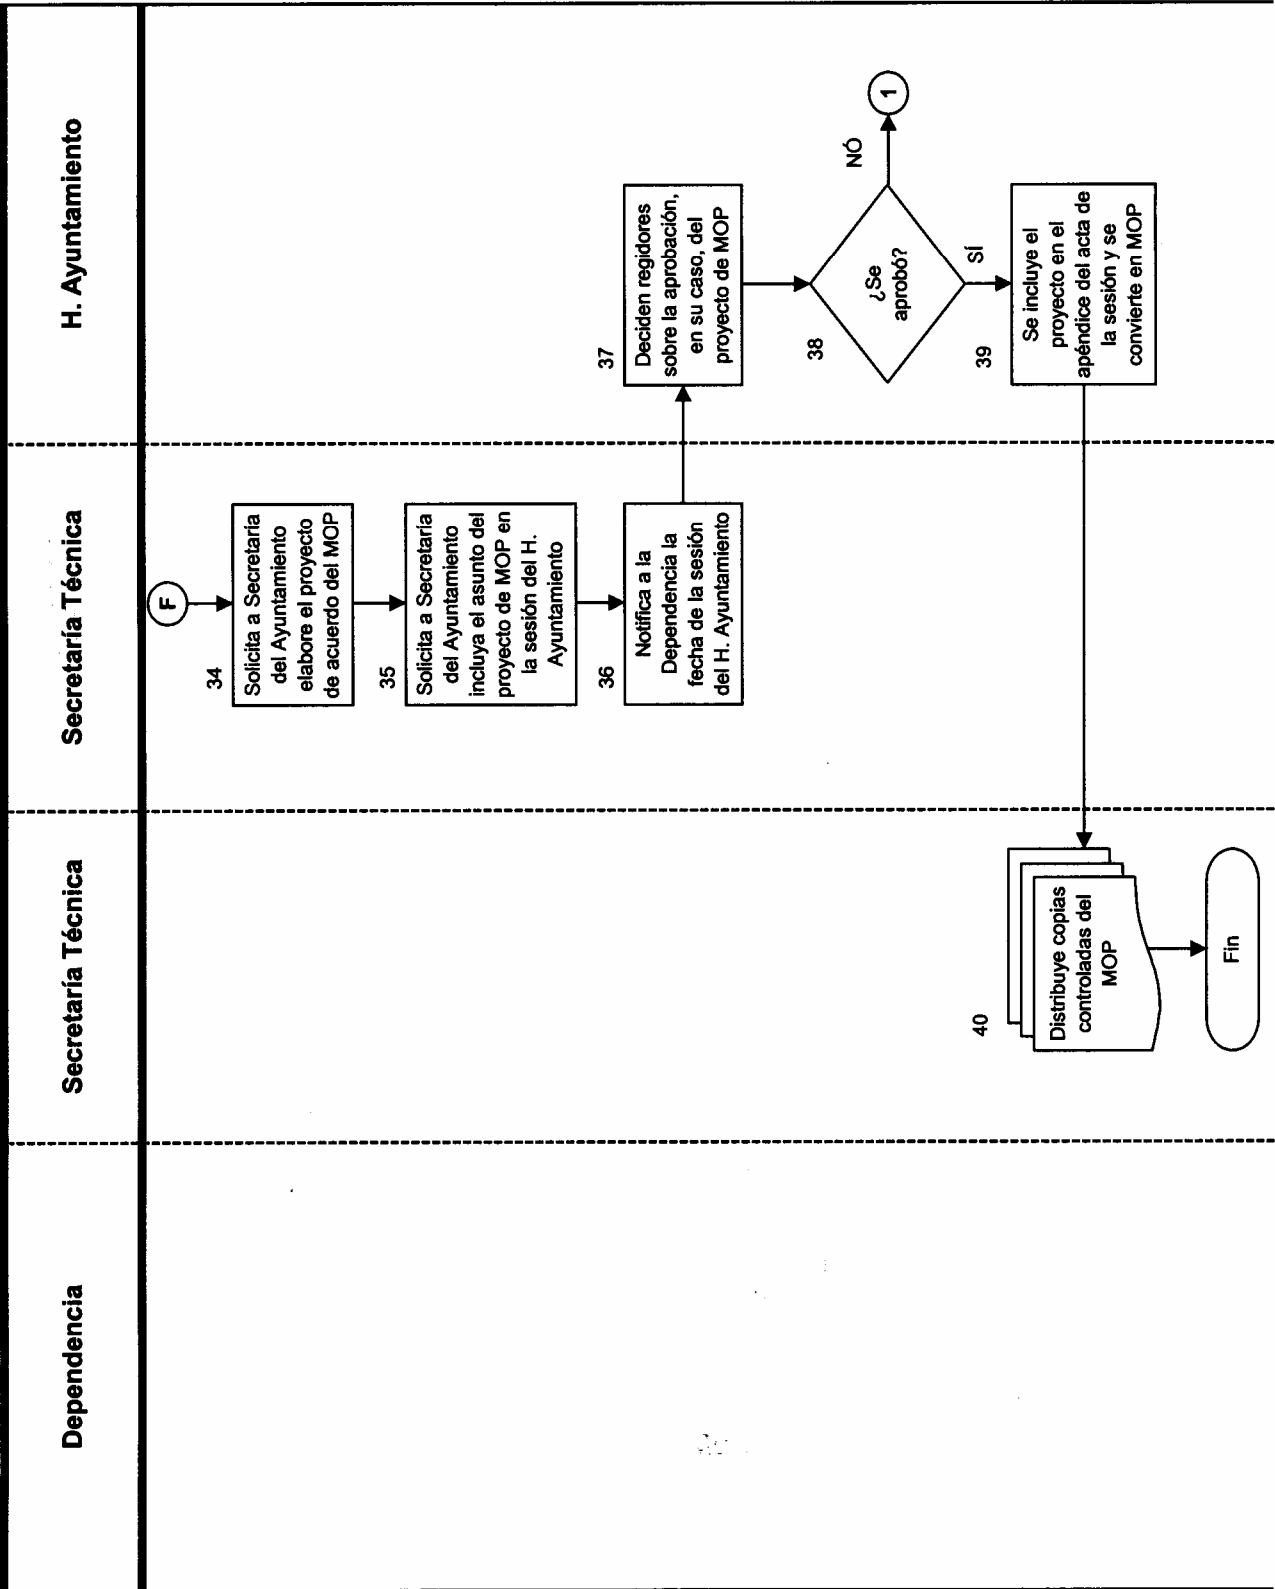 Dependencia
Secretaría Técnica
Secretaría Técnica
H. Ayuntamiento
F
34
Solicita a Secretaría
del Ayuntamiento
elabore el proyecto
de acuerdo del MOP
35
Solicita a Secretaría
del Ayuntamiento
incluya el asunto del
proyecto de MOP en
la sesión del H.
Ayuntamiento
36
Notifica a la
Dependencia la
fecha de la sesión
del H. Ayuntamiento
37
Deciden regidores
sobre la aprobación,
en su caso, del
proyecto de MOP
38
¿Se
aprobó?
NÓ
1
SÍ
39
Se incluye el
proyecto en el
apéndice del acta de
la sesión y se
convierte en MOP
40
Distribuye copias
controladas del
MOP
Fin